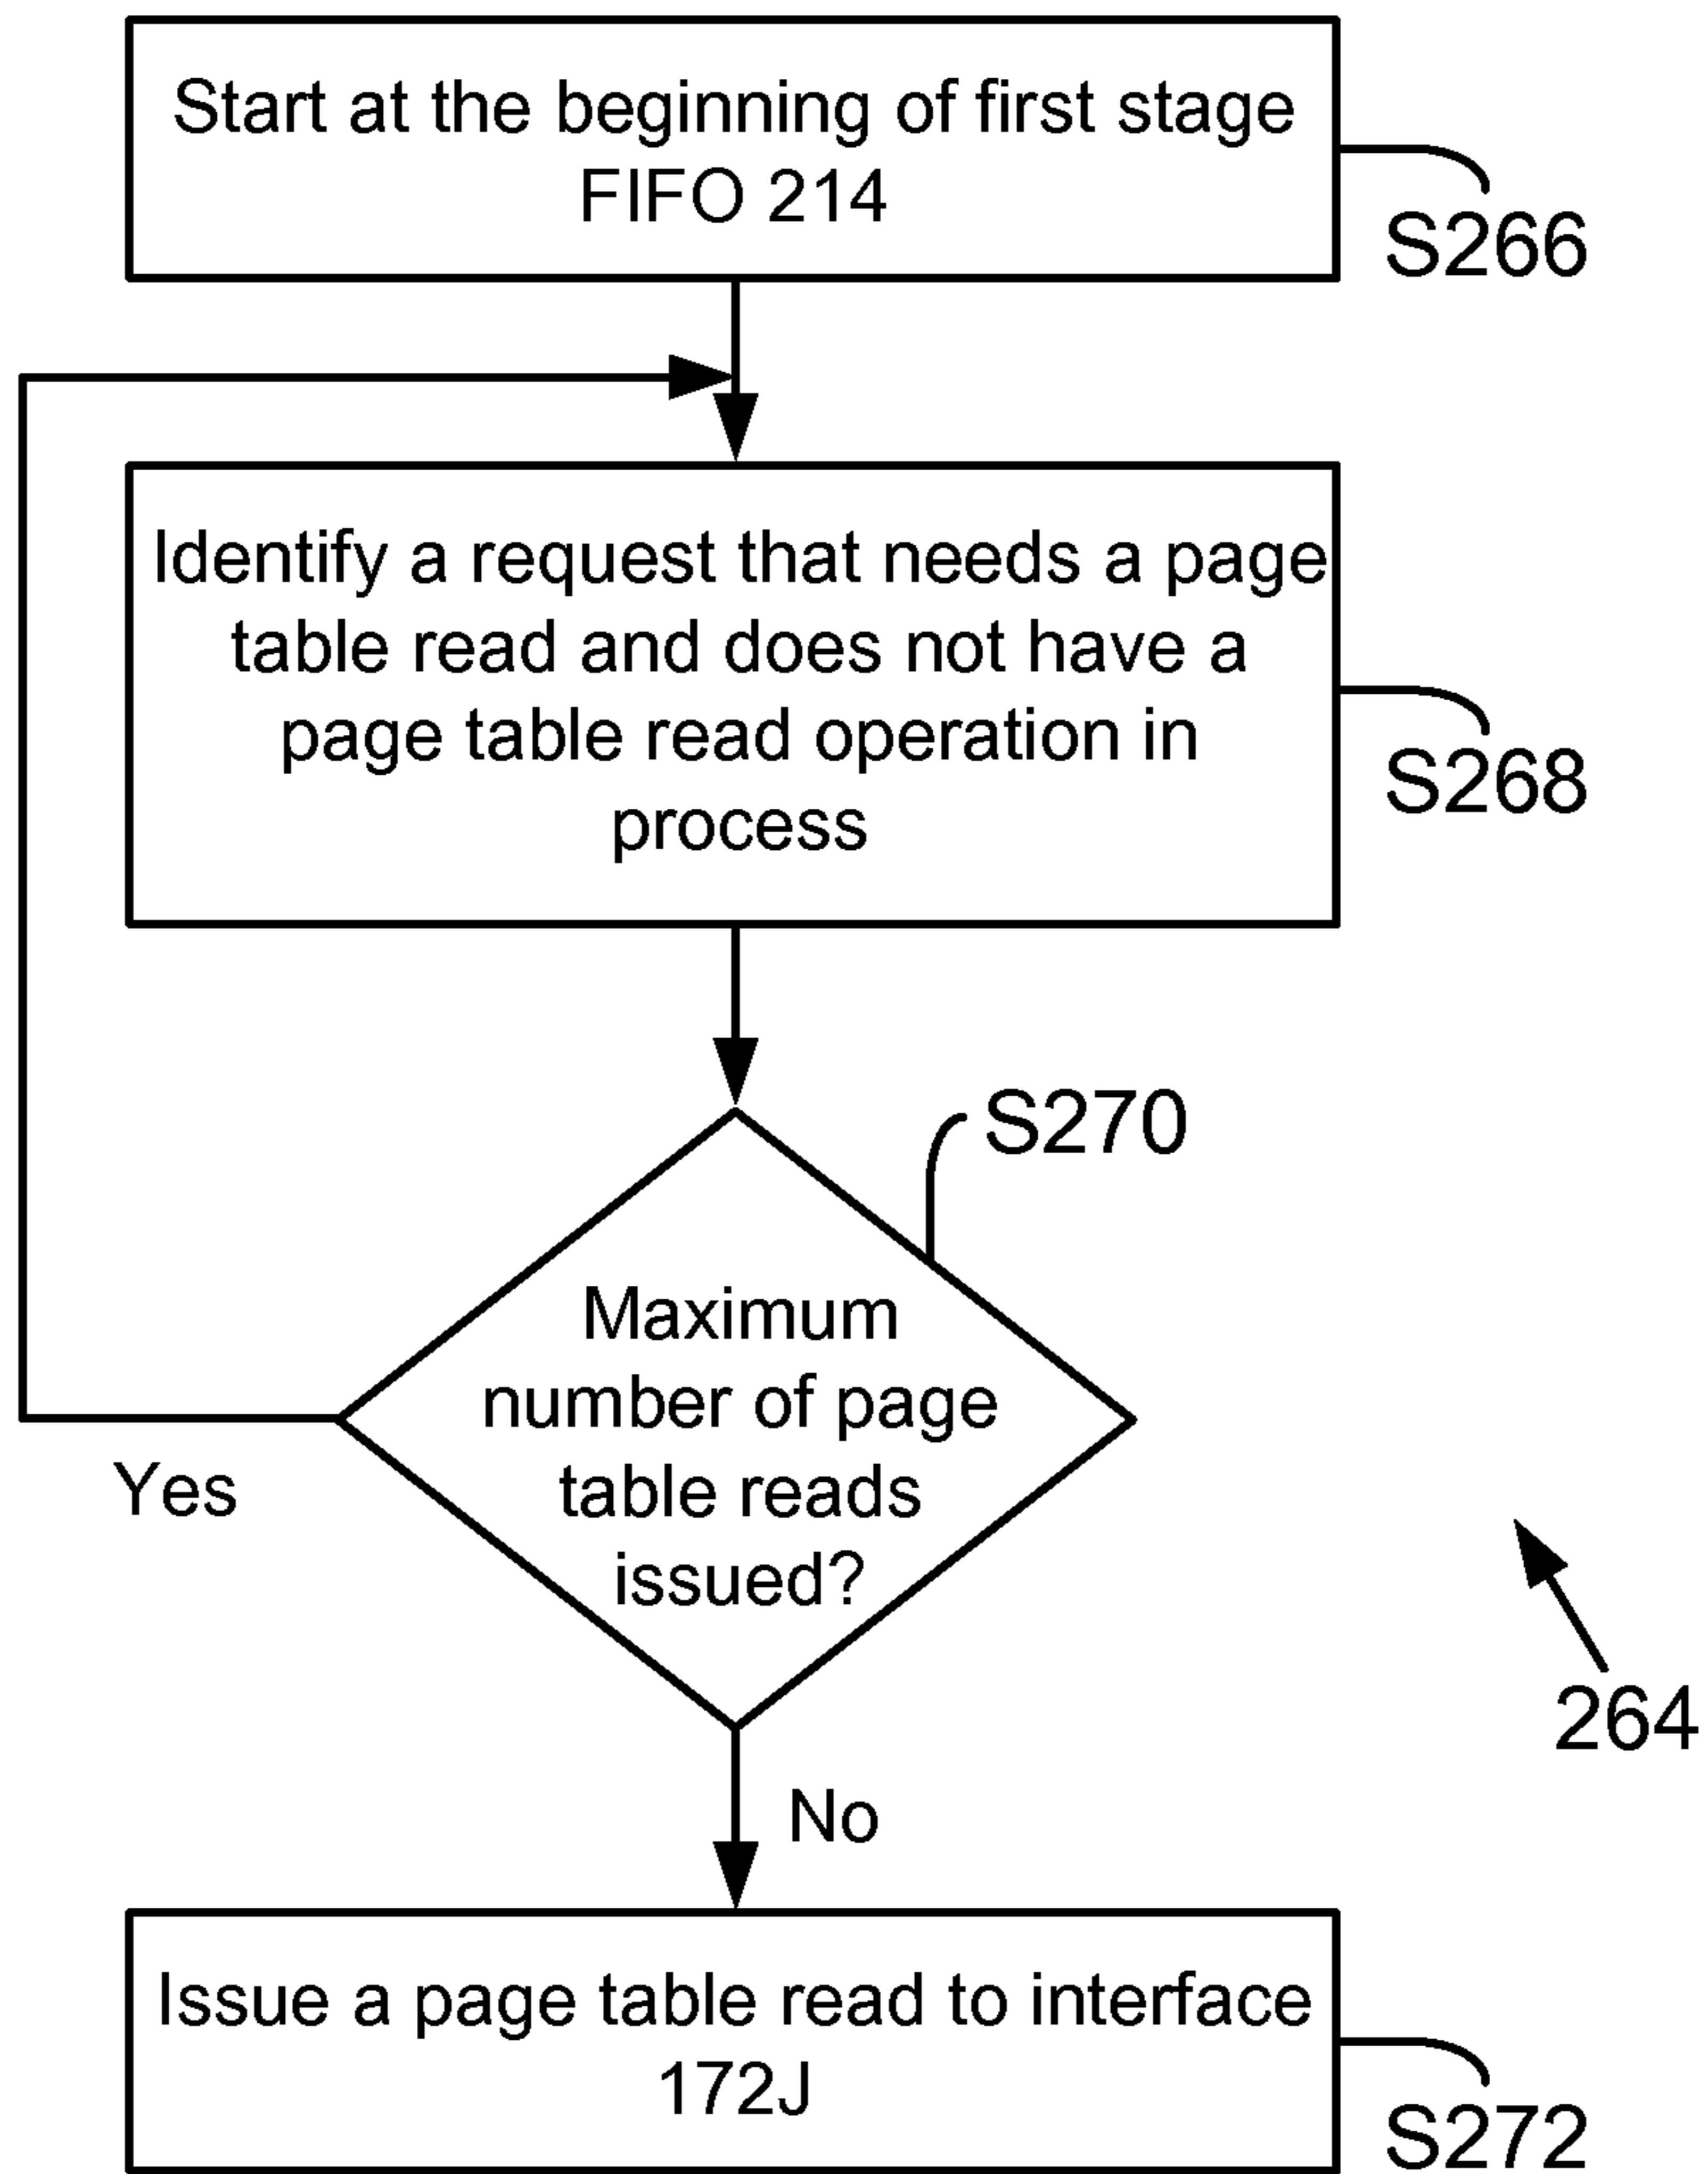 Start at the beginning of first stage
FIFO 214
S266
Identify a request that needs a page
table read and does not have a
page table read operation in
process
S268
S270
Maximum
number of page
table reads
issued?
Yes
264
No
Issue a page table read to interface
172J
S272